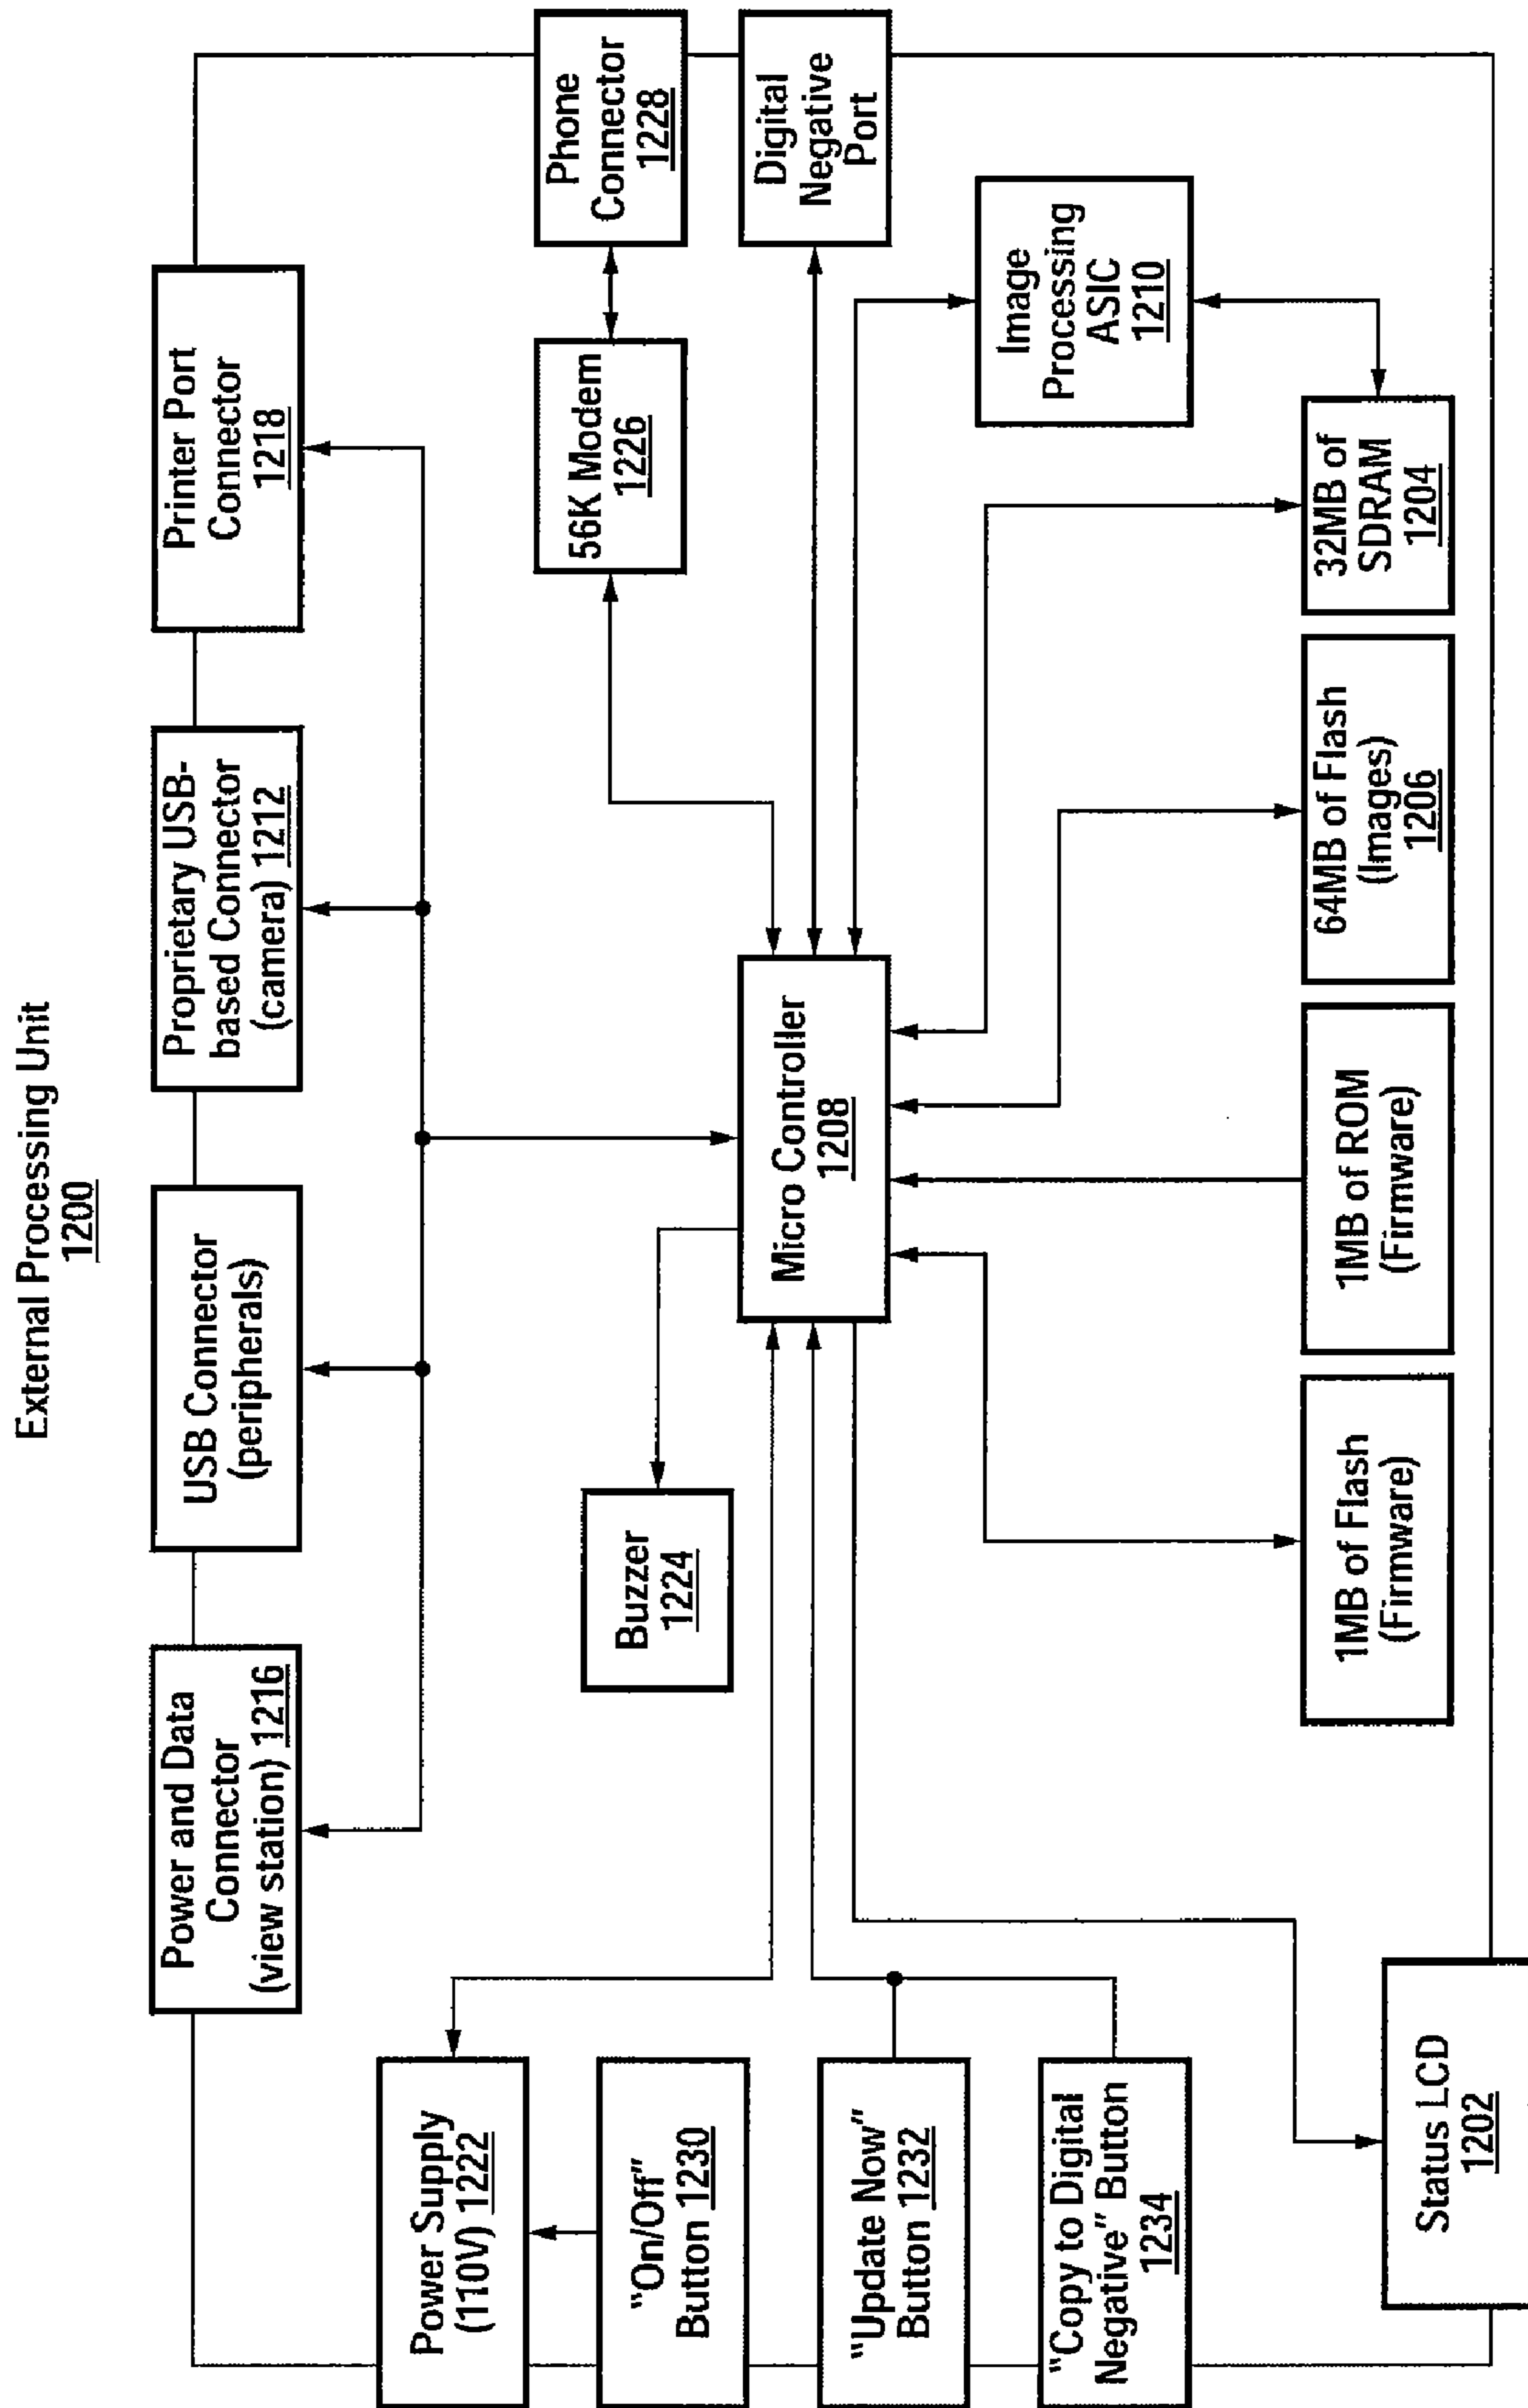 External Processing Unit
1200
Power and Data
Connector
(view station) 1216
USB Connector
(peripherals)
Proprietary USB-
based Connector
(camera) 1212
Printer Port
Connector
1218
Power Supply
(110V) 1222
"On/Off"
Button 1230
"Update Now"
Button 1232
"Copy to Digital
Negative" Button
1234
Buzzer
1224
Micro Controller
1208
56K Modem
1226
Phone
Connector
1228
Digital
Negative
Port
Image
Processing
ASIC
1210
1MB of Flash
(Firmware)
1MB of ROM
(Firmware)
64MB of Flash
(Images)
1206
32MB of
SDRAM
1204
Status LCD
1202